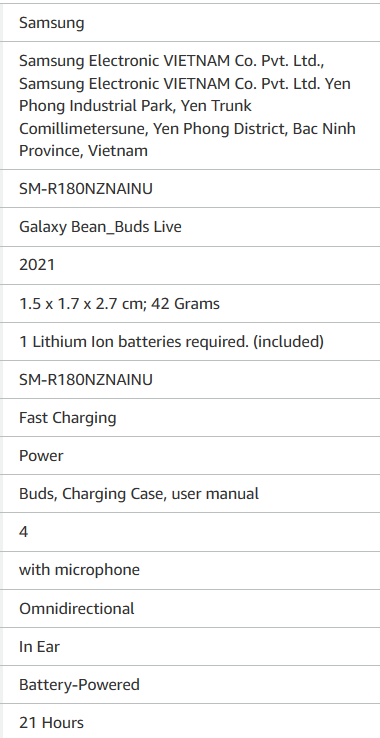 Samsung
Samsung Electronic VIETNAM Co. Pvt. Ltd.,
Samsung Electronic VIETNAM Co. Pvt. Ltd. Yen
Phong Industrial Park, Yen Trunk
Comillimetersune, Yen Phong District, Bac Ninh
Province, Vietnam
SM-R180NZNAINU
Galaxy Bean_Buds Live
2021
1.5 x 1.7 x 2.7 cm; 42 Grams
1 Lithium Ion batteries required. (included)
SM-R180NZNAINU
Fast Charging
Power
Buds, Charging Case, user manual
4
with microphone
Omnidirectional
In Ear
Battery-Powered
21 Hours